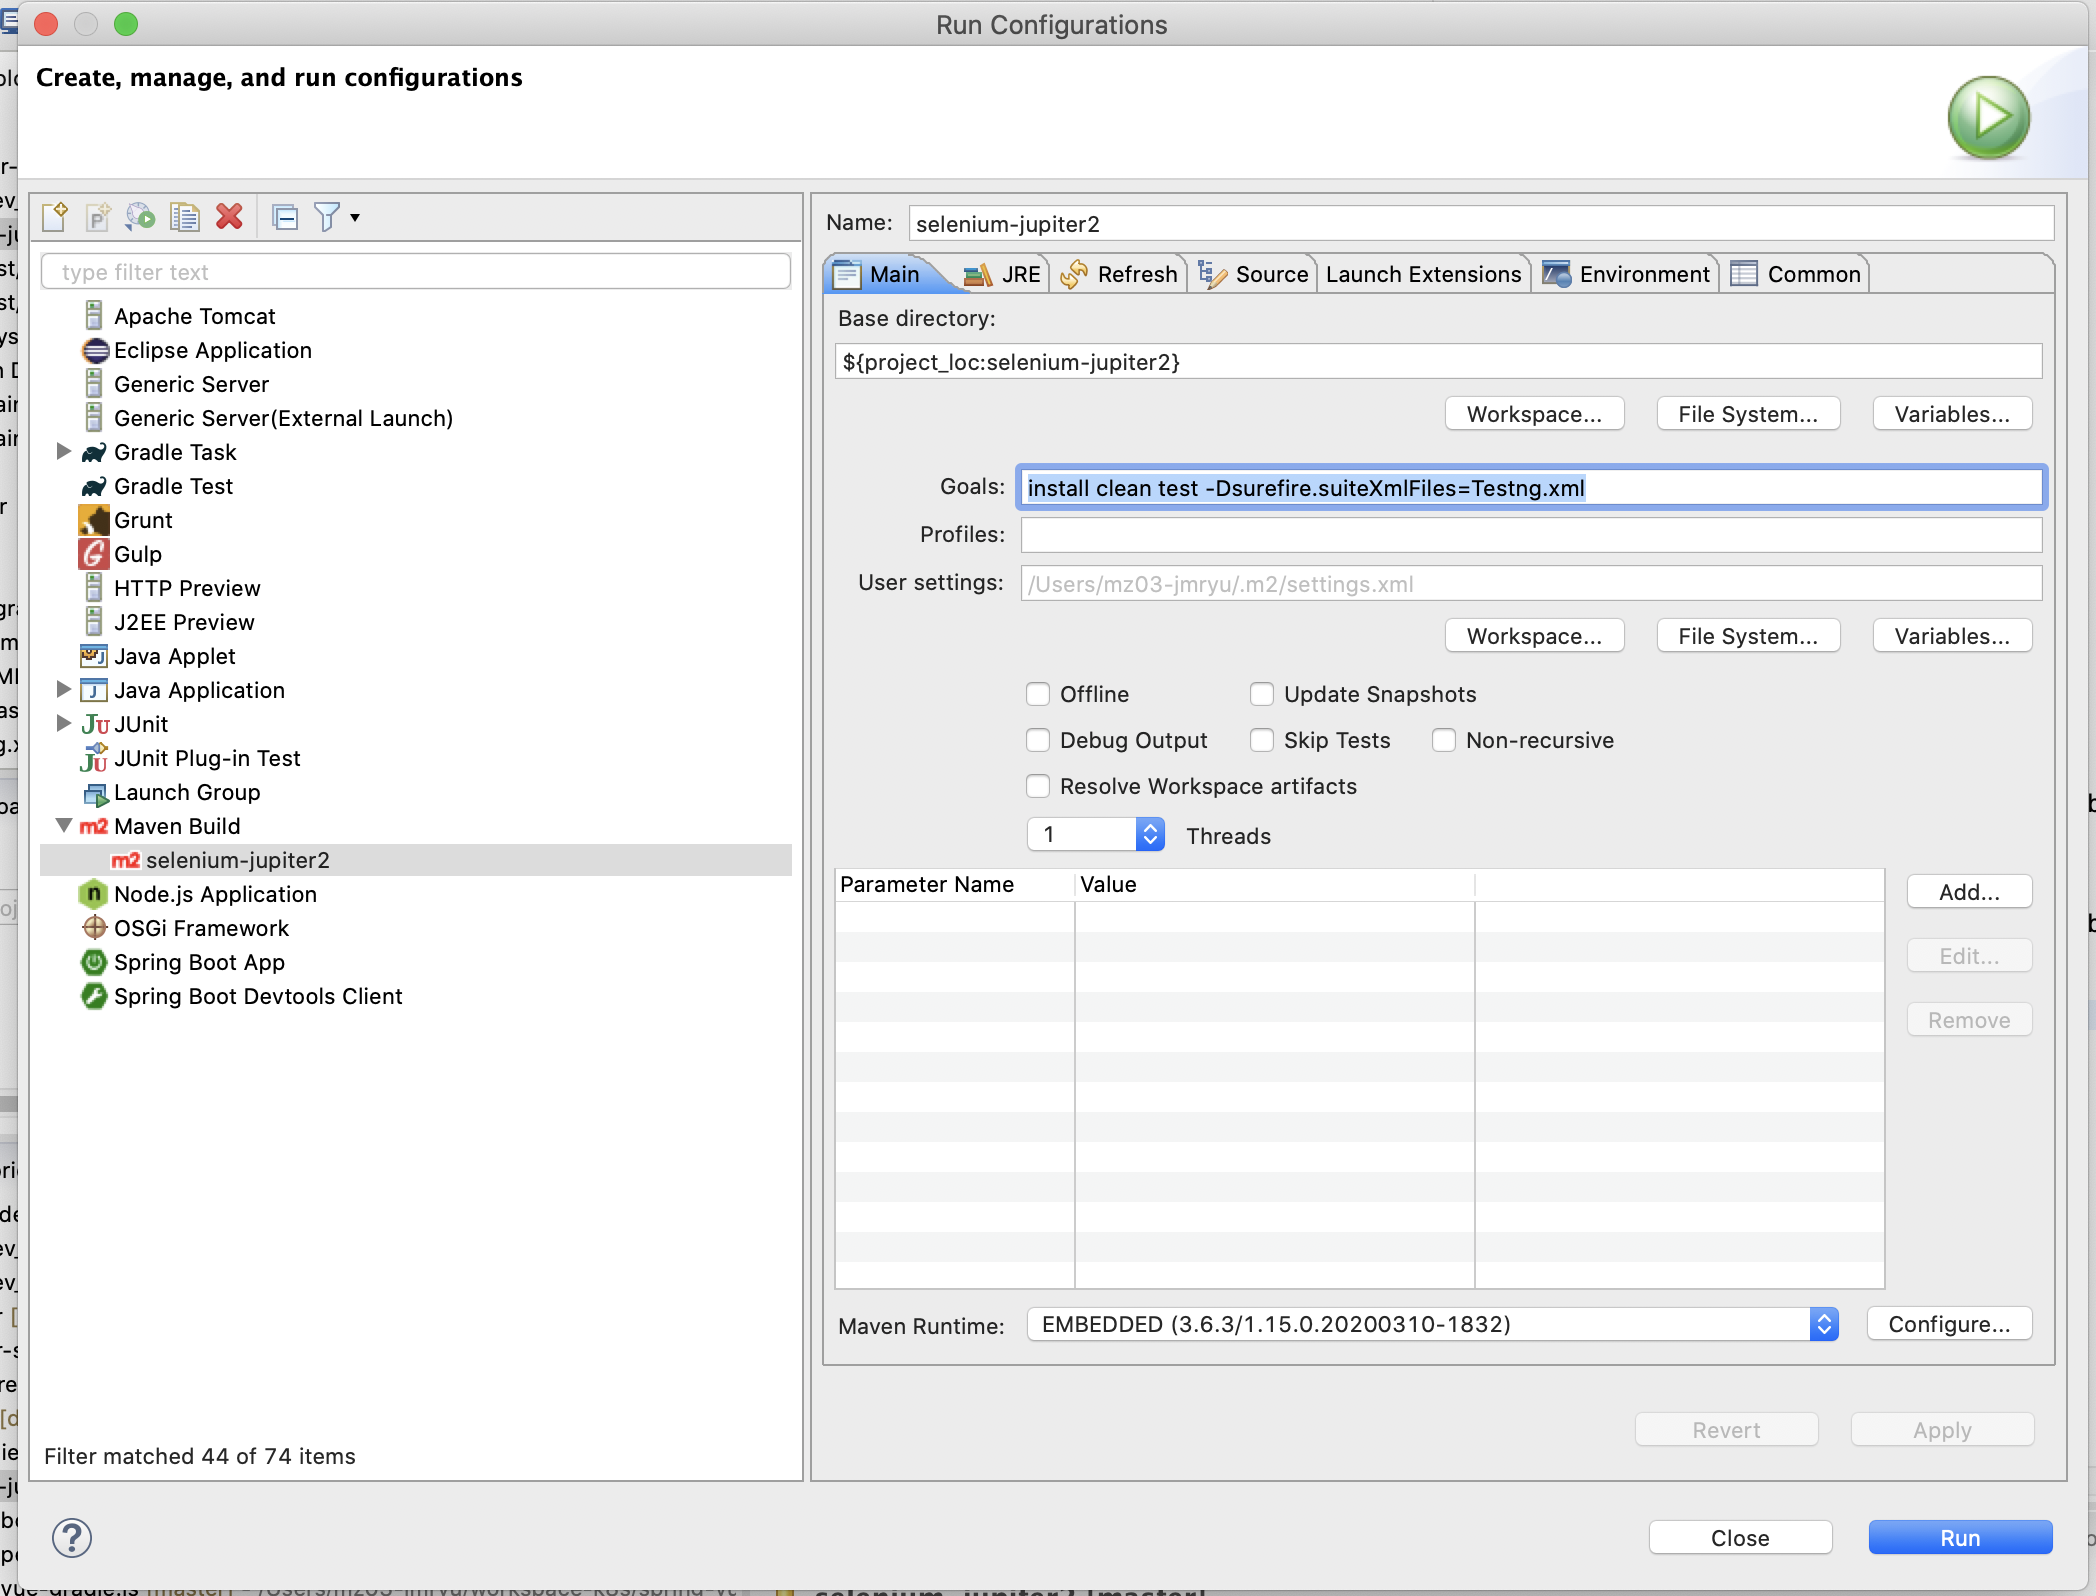 Run Configurations
Create, manage, and run configurations
type filter text
Apache Tomcat
Eclipse Application
Generic Server
Generic Server(External Launch)
Gradle Task
Gradle Test
Grunt
Gulp
HTTP Preview
J2EE Preview
Java Applet
Java Application
JUnit
JUnit Plug-in Test
Launch Group
Maven Build
selenium-jupiter2
Node.js Application
OSGi Framework
Spring Boot App
Spring Boot Devtools Client
Filter matched 44 of 74 items
Name: selenium-jupiter2
Main JRE Refresh Source Launch Extensions Environment Common
Base directory:
${project_loc:selenium-jupiter2}
Workspace... File System... Variables...
Goals: install clean test -Dsurefire.suiteXmlFiles=Testng.xml
Profiles:
User settings: /Users/mz03-jmryu/.m2/settings.xml
Workspace... File System... Variables...
Offline Update Snapshots
Debug Output Skip Tests Non-recursive
Resolve Workspace artifacts
1 Threads
Parameter Name Value
Add...
Edit...
Remove
Maven Runtime: EMBEDDED (3.6.3/1.15.0.20200310-1832) Configure...
Revert Apply
Close Run